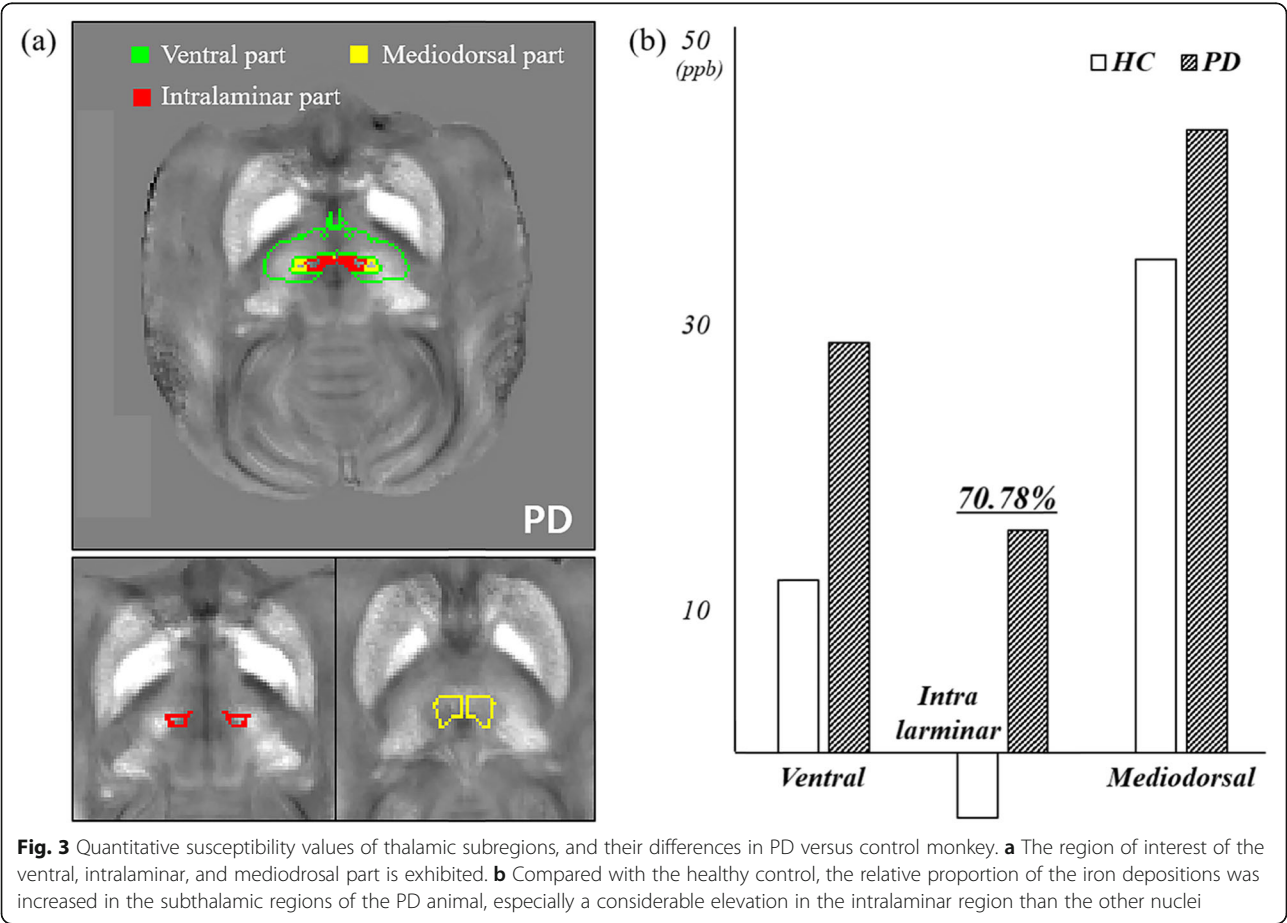 (a)
Ventral part
Mediodorsal part
Intralaminar part
PD
(b)
50
(ppb)
HC
PD
30
10
70.78%
Intra
larminar
Ventral
Mediodorsal
Fig. 3 Quantitative susceptibility values of thalamic subregions, and their differences in PD versus control monkey. a The region of interest of the
ventral, intralaminar, and mediodrosal part is exhibited. b Compared with the healthy control, the relative proportion of the iron depositions was
increased in the subthalamic regions of the PD animal, especially a considerable elevation in the intralaminar region than the other nuclei